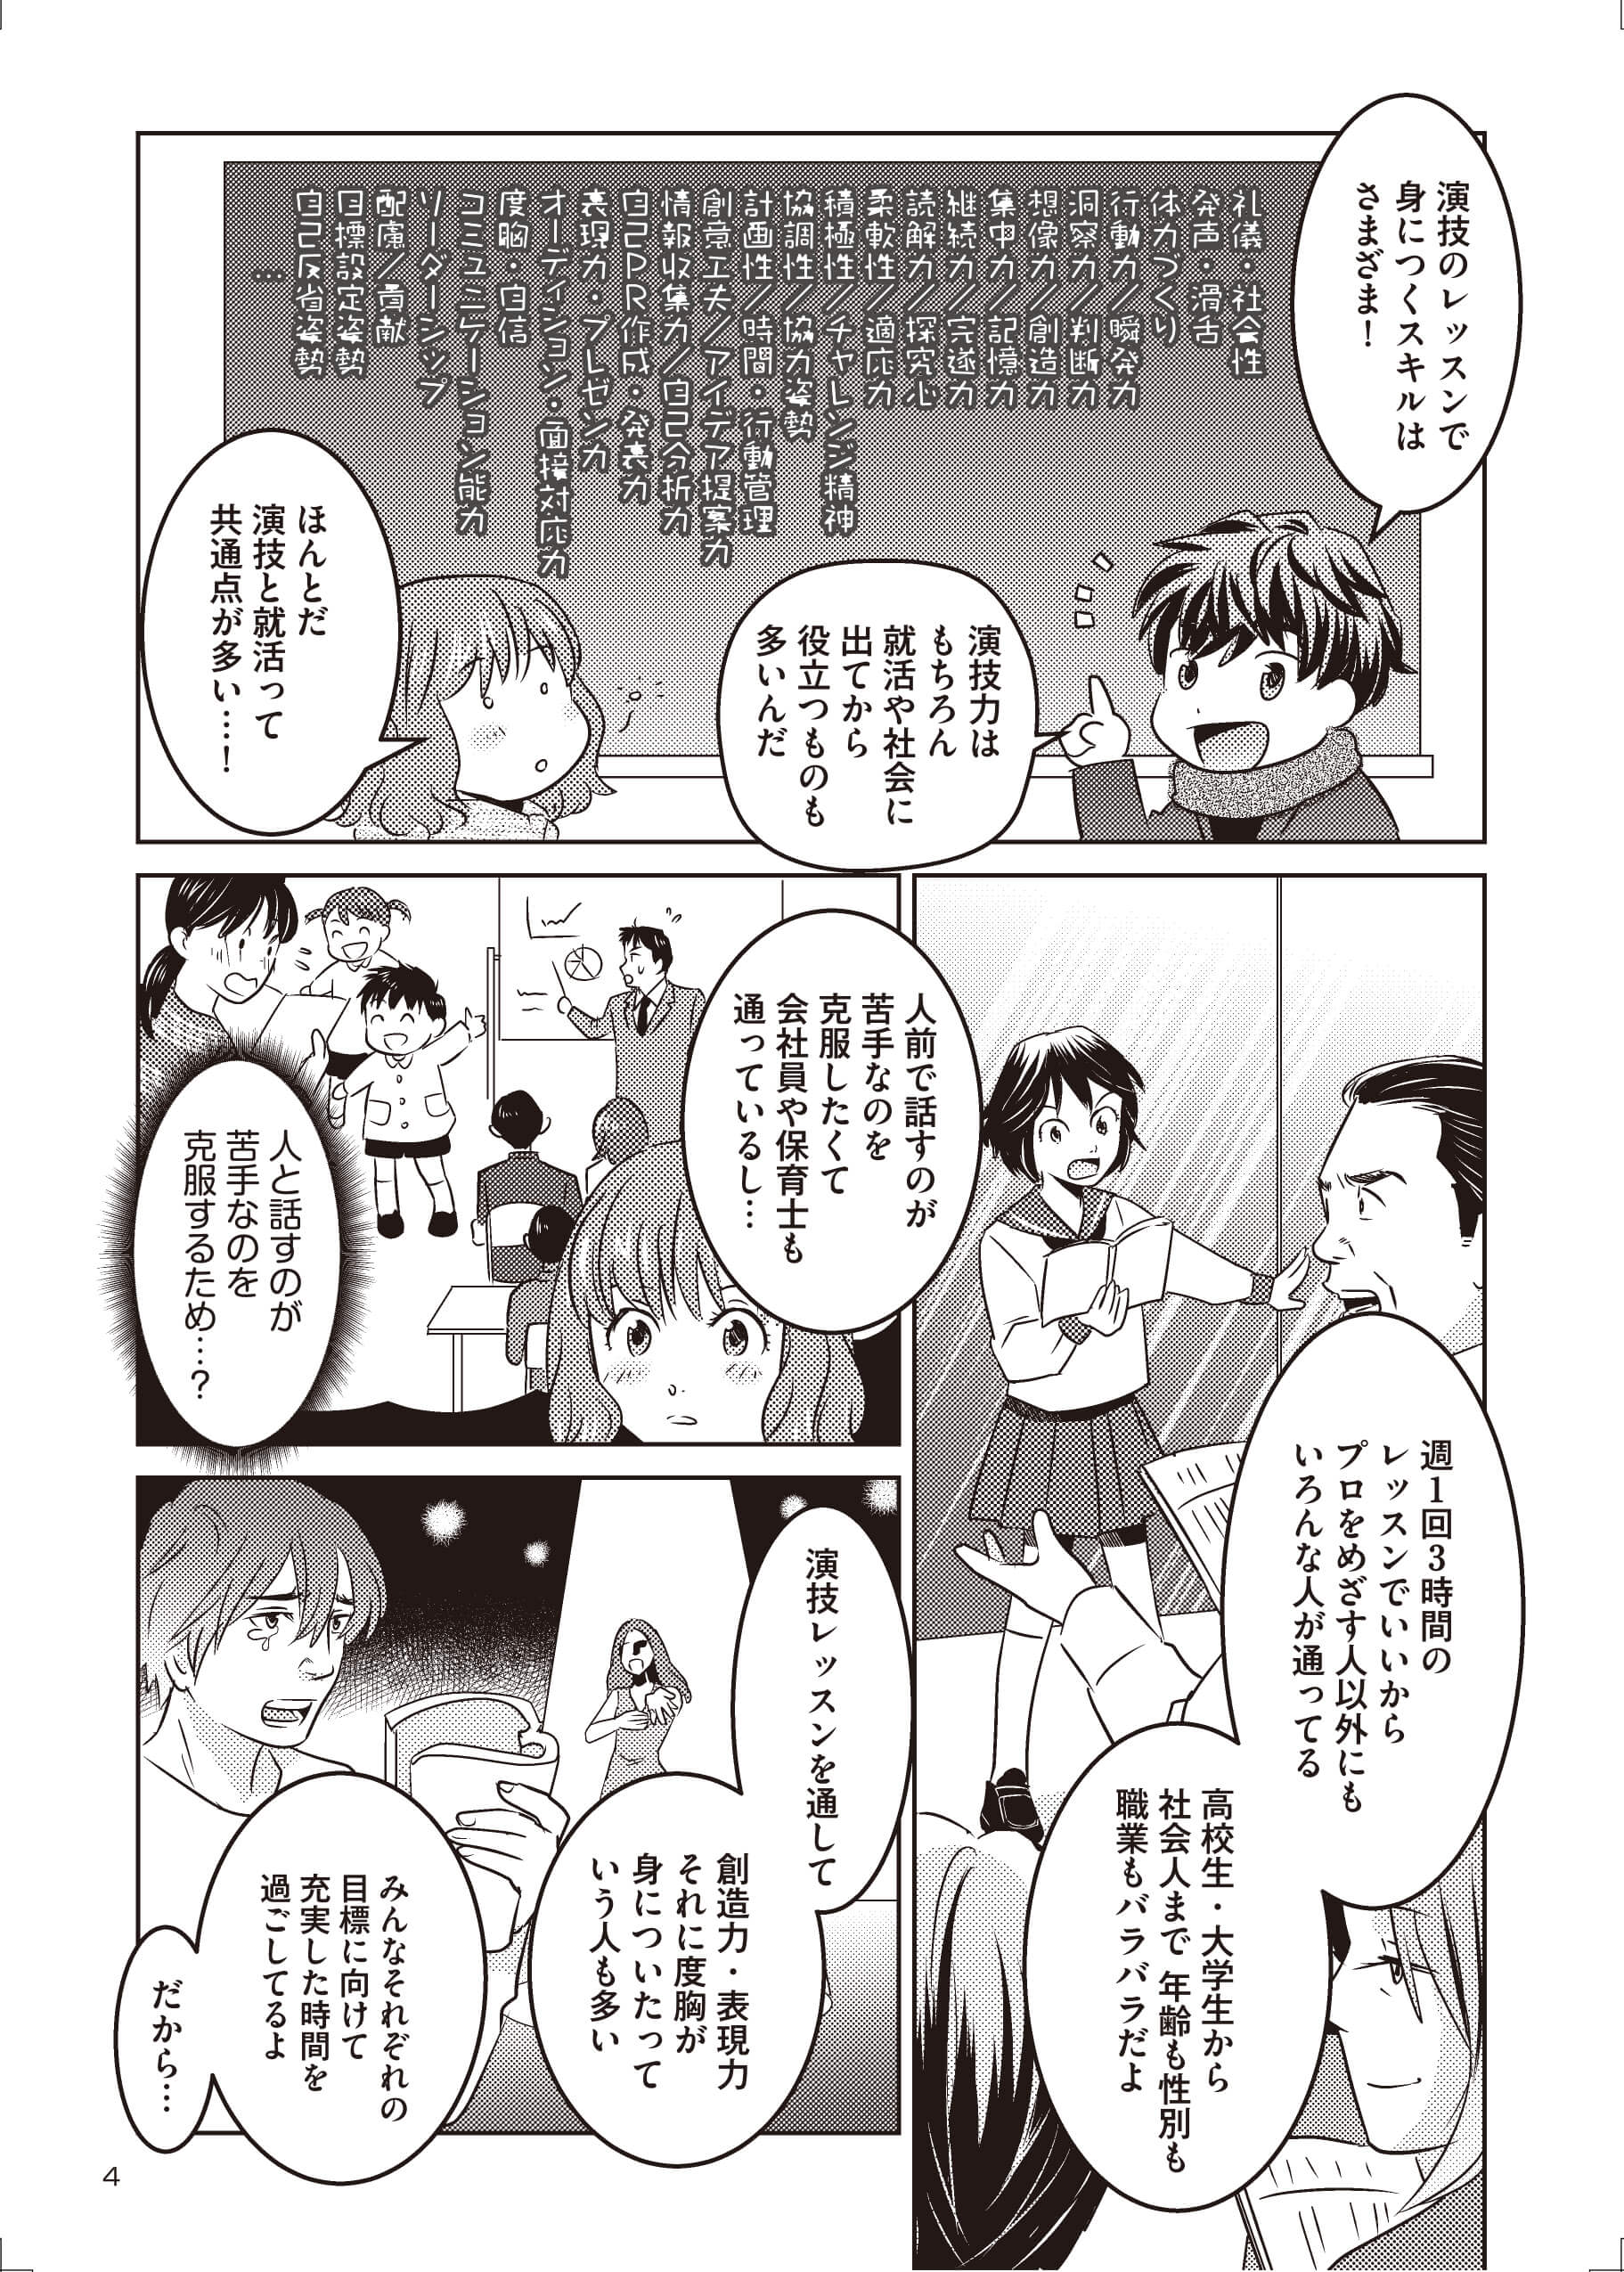 演技のレッスンで
身につくスキルは
さまざま！
礼儀・社会性
発声・滑舌
体力づくり
行動力／瞬発力
洞察力／判断力
想像力／創造力
集中力／記憶力
継続力／完遂力
読解力／探究心
柔軟性／適応力
積極性／チャレンジ精神
協調性／協力姿勢
計画性／時間・行動管理
創意工夫／アイデア提案力
情報収集力／自己分析力
自己PR作成・発表力
表現力・プレゼン力
オーディション・面接対応力
度胸・自信
コミュニケーション能力
リーダーシップ
配慮／貢献
目標設定姿勢
自己反省姿勢
…
演技力は
もちろん
就活や社会に
出てから
役立つものも
多いんだ
ほんとだ
演技と就活って
共通点が多い…！
週1回3時間の
レッスンでいいから
プロをめざす人以外にも
いろんな人が通ってる
高校生・大学生から
社会人まで 年齢も性別も
職業もバラバラだよ
人前で話すのが
苦手なのを
克服したくて
会社員や保育士も
通っているし…
人と話すのが
苦手なのを
克服するため…？
演技レッスンを通して
創造力・表現力
それに度胸が
身についたって
いう人も多い
みんなそれぞれの
目標に向けて
充実した時間を
過ごしてるよ
だから…
4